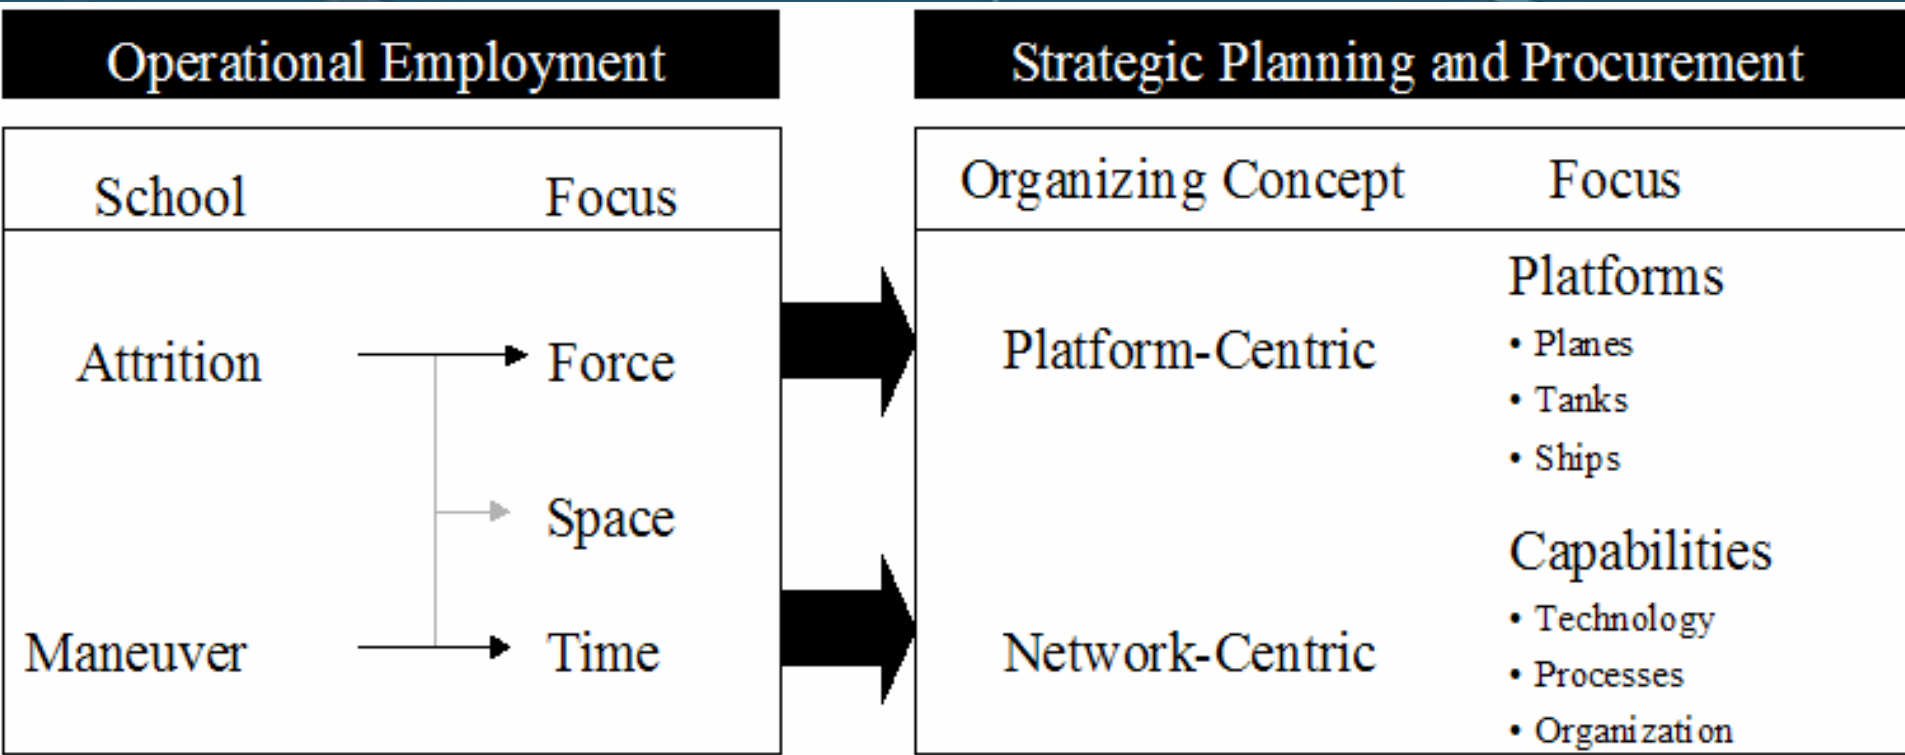 Operational Employment
School Focus
Attrition Force
Space
Maneuver Time
Strategic Planning and Procurement
Organizing Concept Focus
Platform-Centric
Platforms
• Planes
• Tanks
• Ships
Network-Centric
Capabilities
• Technology
• Processes
• Organization